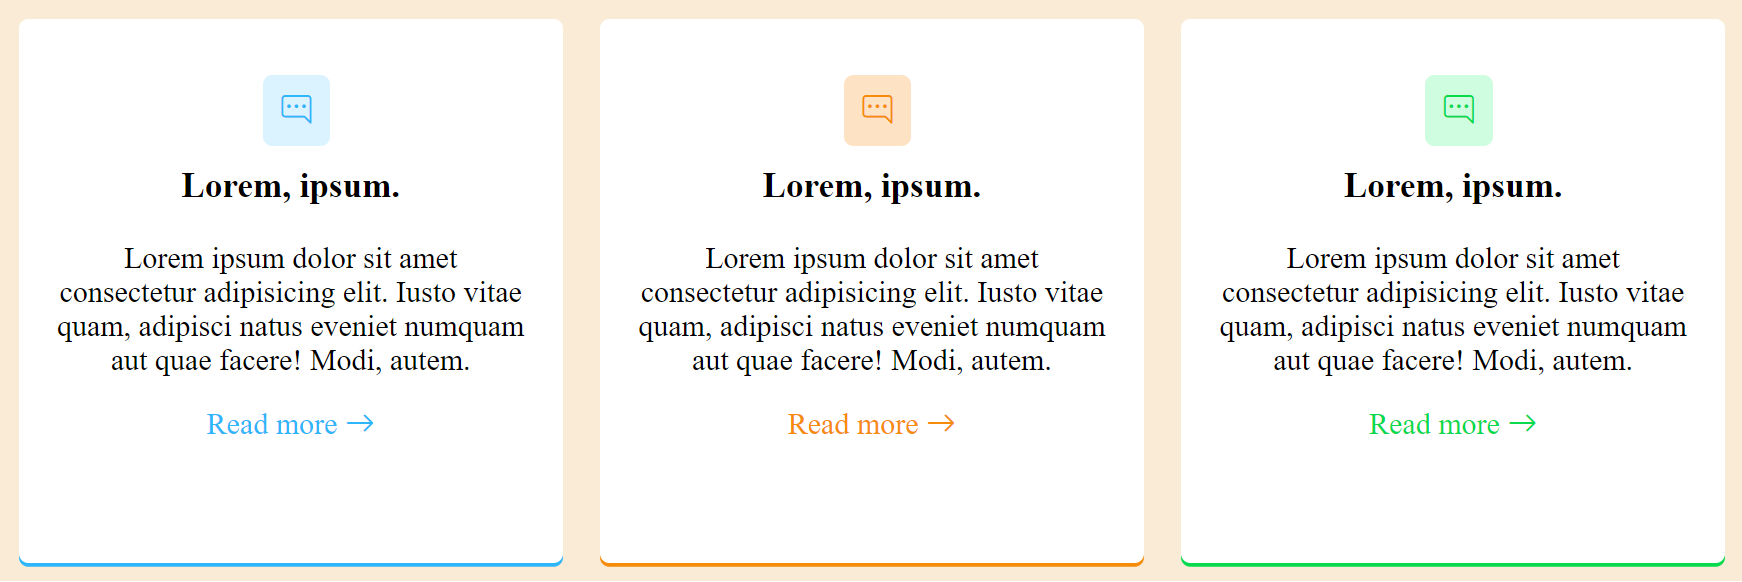 Lorem, ipsum.
Lorem ipsum dolor sit amet
consectetur adipisicing elit. Iusto vitae
quam, adipisci natus eveniet numquam
aut quae facere! Modi, autem.
Read more →
Lorem, ipsum.
Lorem ipsum dolor sit amet
consectetur adipisicing elit. Iusto vitae
quam, adipisci natus eveniet numquam
aut quae facere! Modi, autem.
Read more →
Lorem, ipsum.
Lorem ipsum dolor sit amet
consectetur adipisicing elit. Iusto vitae
quam, adipisci natus eveniet numquam
aut quae facere! Modi, autem.
Read more →